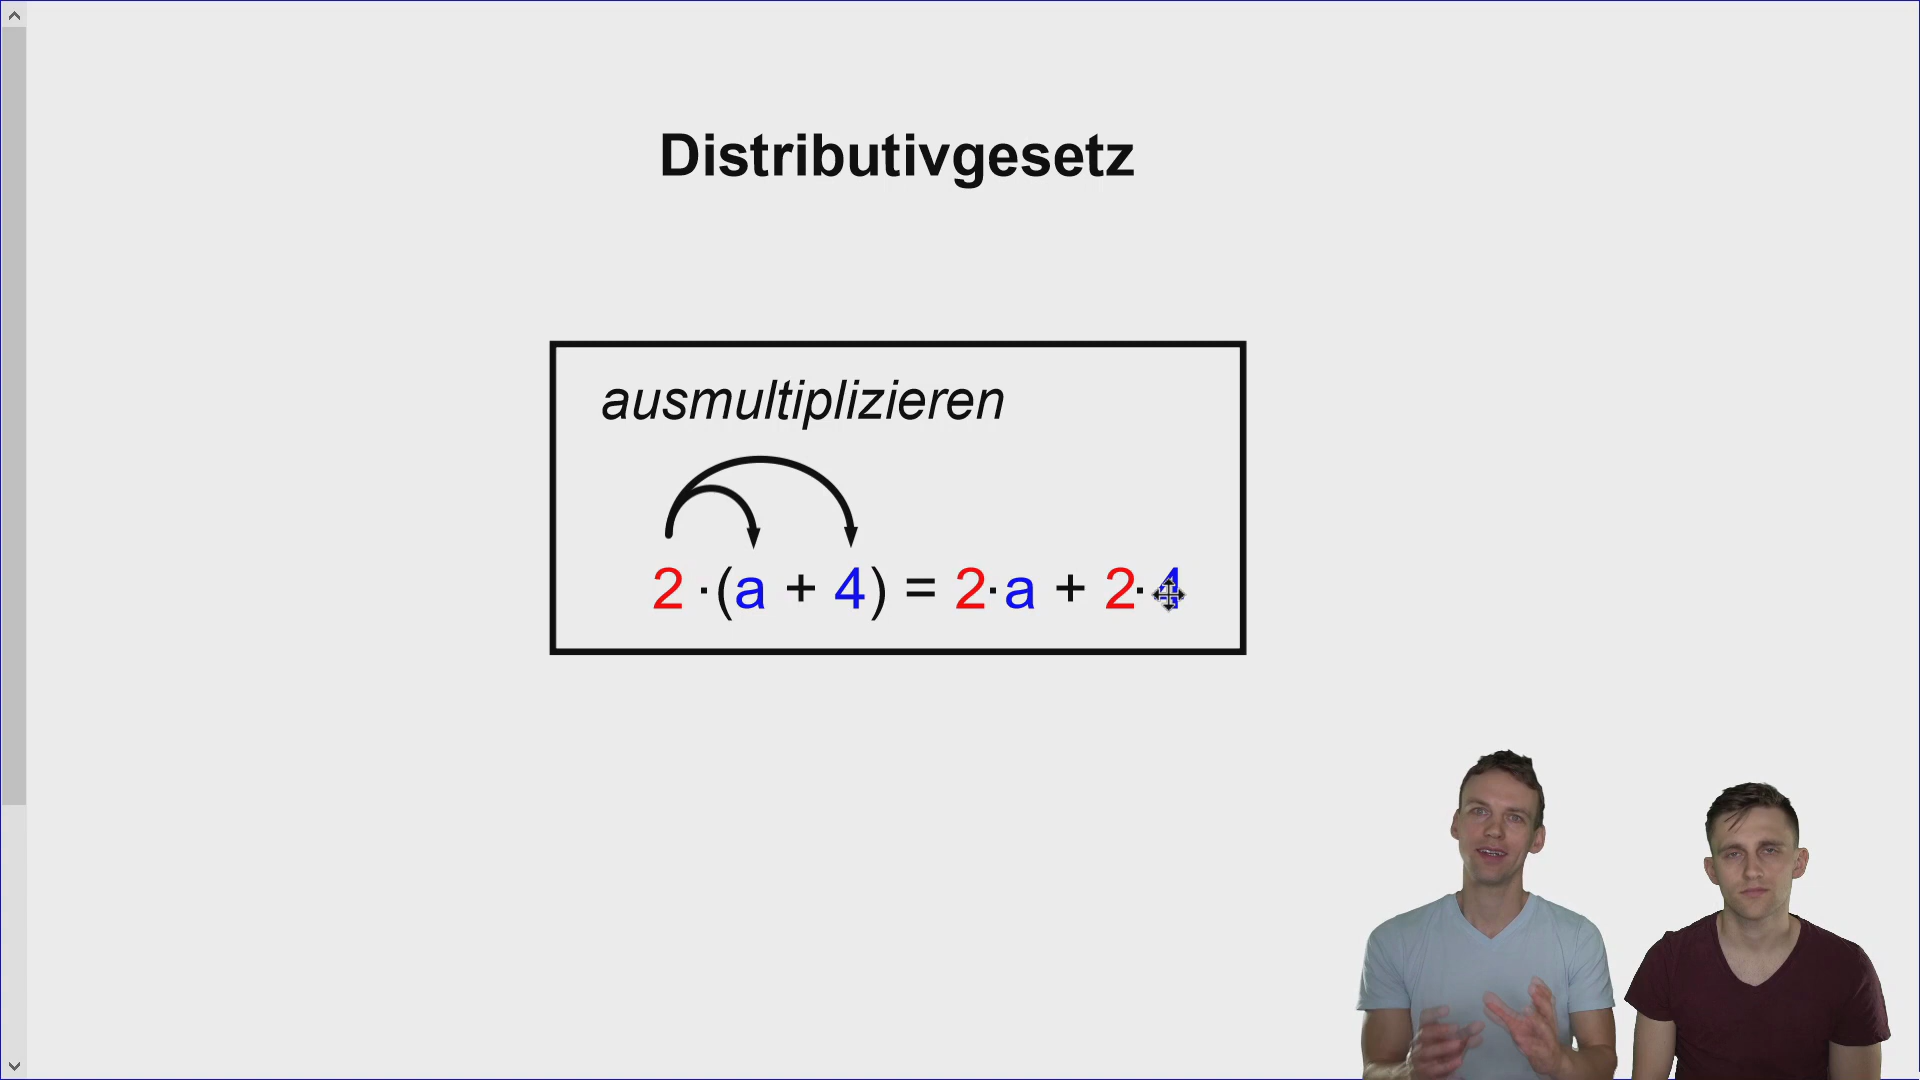 Distributivgesetz
ausmultiplizieren
2 ·(a + 4) = 2·a + 2·4